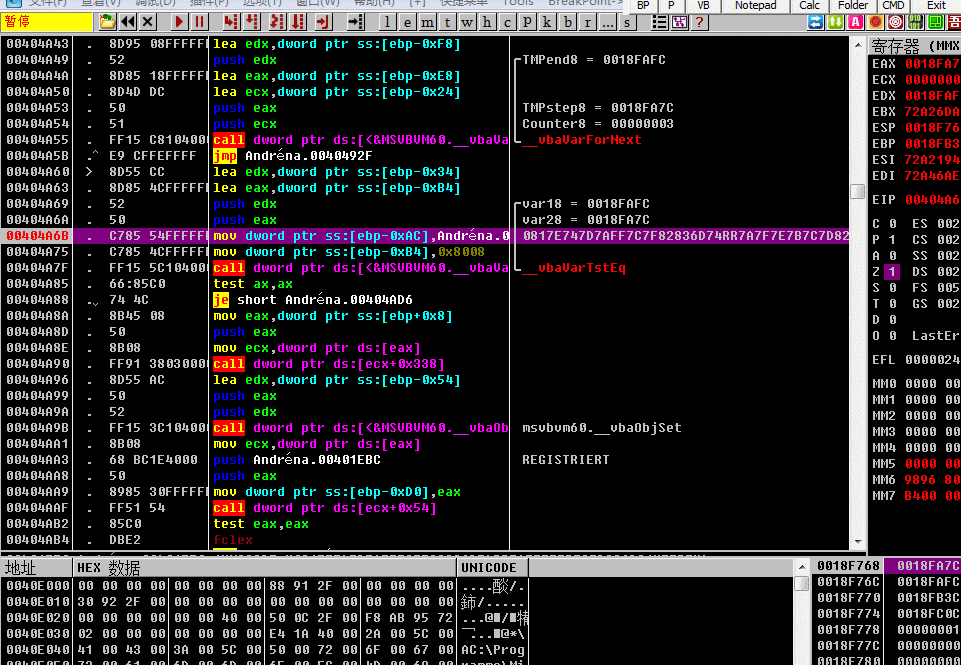 文件(F) 查看(V) 调试(D) 插件(P) 选项(T) 窗口(W) 帮助(H) [+] 快捷菜单 Tools BreakPoint-> BP P VB Notepad Calc Folder CMD Exit
暂停 l e m t w h c p k b r ... s ?
00404A43 . 8D95 08FFFFFF lea edx,dword ptr ss:[ebp-0xF8]
00404A49 . 52 push edx TMPend8 = 0018FAFC
00404A4A . 8D85 18FFFFFF lea eax,dword ptr ss:[ebp-0xE8]
00404A50 . 8D4D DC lea ecx,dword ptr ss:[ebp-0x24]
00404A53 . 50 push eax TMPstep8 = 0018FA7C
00404A54 . 51 push ecx Counter8 = 00000003
00404A55 . FF15 C8104000 call dword ptr ds:[<&MSVBVM60.__vbaVa __vbaVarForNext
00404A5B .^ E9 CFFEFFFF jmp Andréna.0040492F
00404A60 > 8D55 CC lea edx,dword ptr ss:[ebp-0x34]
00404A63 . 8D85 4CFFFFFF lea eax,dword ptr ss:[ebp-0xB4]
00404A69 . 52 push edx var18 = 0018FAFC
00404A6A . 50 push eax var28 = 0018FA7C
00404A6B . C785 54FFFFF mov dword ptr ss:[ebp-0xAC],Andréna.0 0817E747D7AFF7C7F82836D74RR7A7F7E7B7C7D82
00404A75 . C785 4CFFFFF mov dword ptr ss:[ebp-0xB4],0x8008
00404A7F . FF15 5C104000 call dword ptr ds:[<&MSVBVM60.__vbaVa __vbaVarTstEq
00404A85 . 66:85C0 test ax,ax
00404A88 .v 74 4C je short Andréna.00404AD6
00404A8A . 8B45 08 mov eax,dword ptr ss:[ebp+0x8]
00404A8D . 50 push eax
00404A8E . 8B08 mov ecx,dword ptr ds:[eax]
00404A90 . FF91 38030000 call dword ptr ds:[ecx+0x338]
00404A96 . 8D55 AC lea edx,dword ptr ss:[ebp-0x54]
00404A99 . 50 push eax
00404A9A . 52 push edx
00404A9B . FF15 3C104000 call dword ptr ds:[<&MSVBVM60.__vbaOb msvbvm60.__vbaObjSet
00404AA1 . 8B08 mov ecx,dword ptr ds:[eax]
00404AA3 . 68 BC1E4000 push Andréna.00401EBC REGISTRIERT
00404AA8 . 50 push eax
00404AA9 . 8985 30FFFFFF mov dword ptr ss:[ebp-0xD0],eax
00404AAF . FF51 54 call dword ptr ds:[ecx+0x54]
00404AB2 . 85C0 test eax,eax
00404AB4 . DBE2 fclex
寄存器 (MMX
EAX 0018FA7
ECX 0000000
EDX 0018FAF
EBX 72A26DA
ESP 0018F76
EBP 0018FB3
ESI 72A2194
EDI 72A46AE
EIP 00404A6
C 0 ES 002
P 1 CS 002
A 0 SS 002
Z 1 DS 002
S 0 FS 005
T 0 GS 002
D 0
O 0 LastEr
EFL 0000024
MM0 0000 00
MM1 0000 00
MM2 0000 00
MM3 0000 00
MM4 0000 00
MM5 0000 00
MM6 9896 80
MM7 B400 00
地址 HEX 数据 UNICODE
0040E000 00 00 00 00 00 00 00 00 88 91 2F 00 00 00 00 00
0040E010 30 92 2F 00 00 00 00 00 00 00 00 00 00 00 00 00
0040E020 00 00 00 00 00 00 40 00 50 0C 2F 00 F8 AB 95 72
0040E030 02 00 00 00 00 00 00 00 E4 1A 40 00 2A 00 5C 00
0040E040 41 00 43 00 3A 00 5C 00 50 00 72 00 6F 00 67 00 AC:\Prog
0018F768 0018FA7C
0018F76C 0018FAFC
0018F770 0018FB3C
0018F774 0018FC0C
0018F778 00000001
0018F77C 00000001